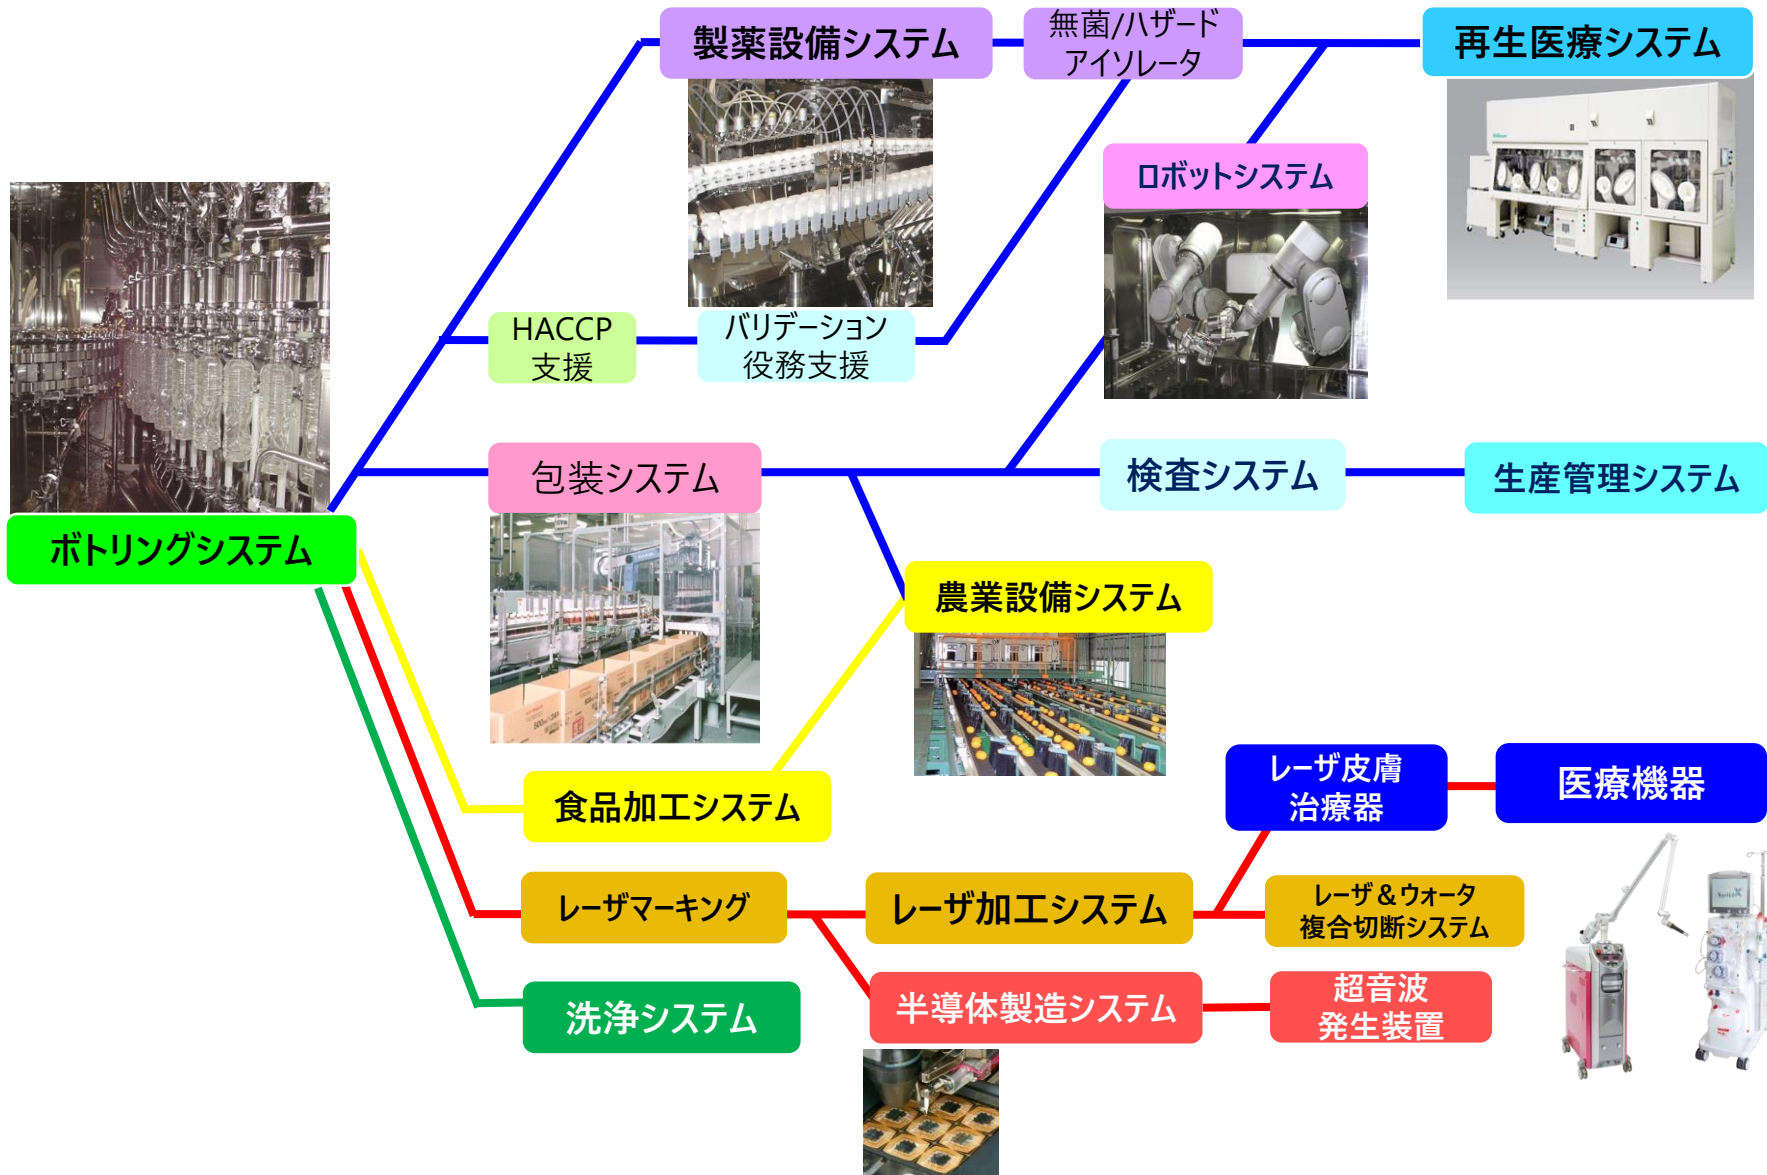 製薬設備システム
無菌/ハザード
アイソレータ
再生医療システム
ロボットシステム
HACCP
支援
バリデーション
役務支援
包装システム
検査システム
生産管理システム
ボトリングシステム
農業設備システム
食品加工システム
レーザ皮膚
治療器
医療機器
レーザマーキング
レーザ加工システム
レーザ＆ウォータ
複合切断システム
洗浄システム
半導体製造システム
超音波
発生装置